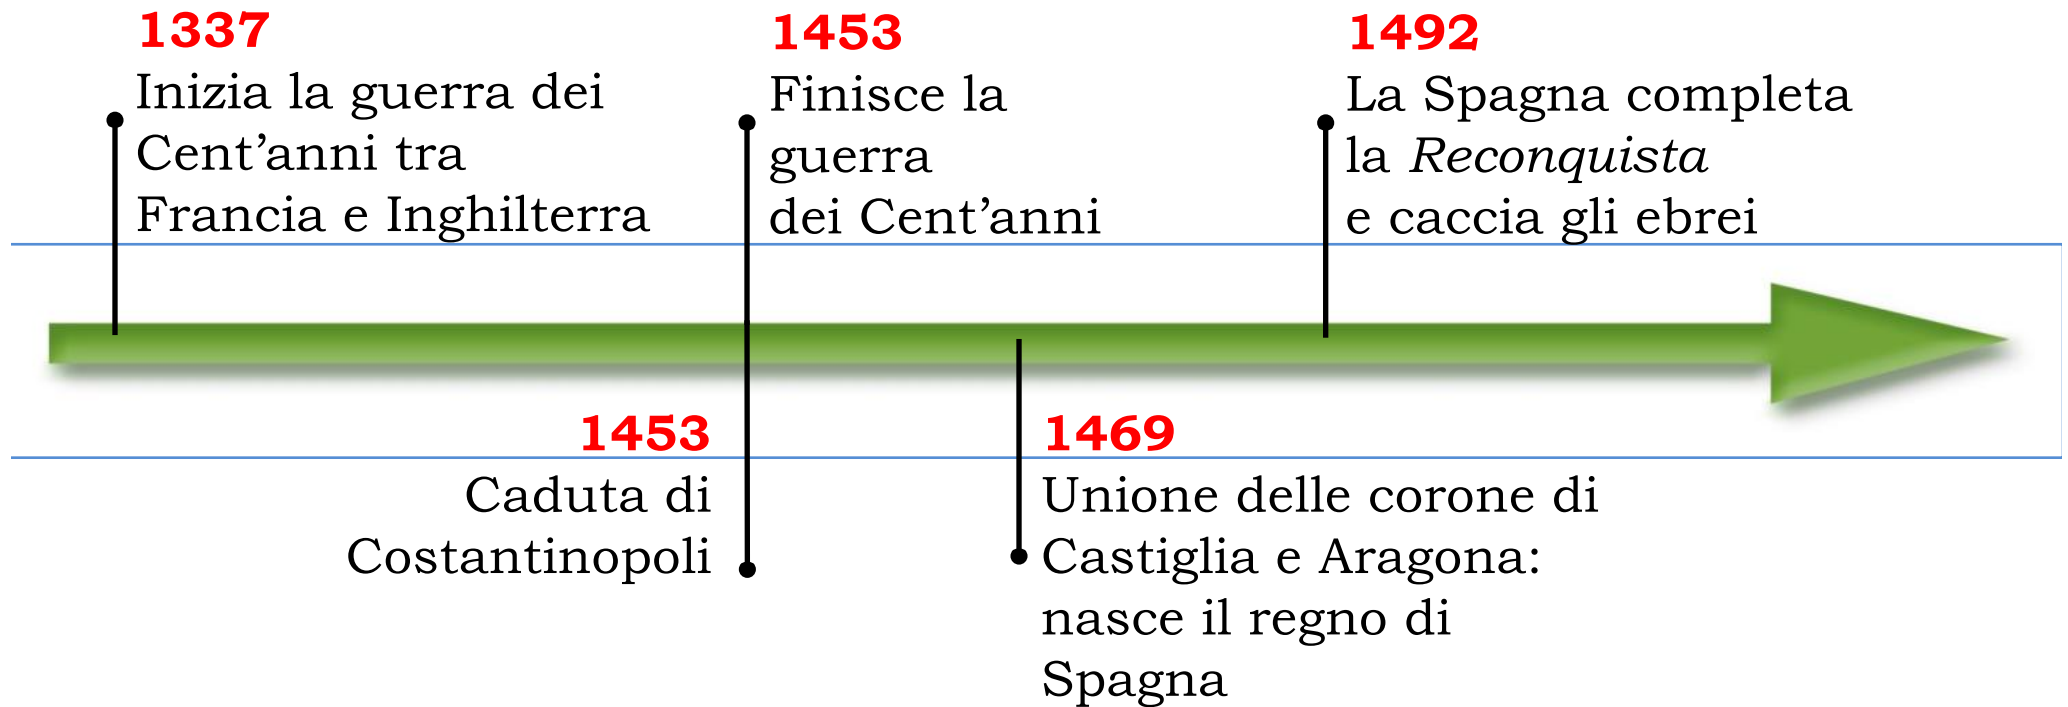 1337
Inizia la guerra dei
Cent’anni tra
Francia e Inghilterra
1453
Finisce la
guerra
dei Cent’anni
1492
La Spagna completa
la Reconquista
e caccia gli ebrei
1453
Caduta di
Costantinopoli
1469
Unione delle corone di
Castiglia e Aragona:
nasce il regno di
Spagna